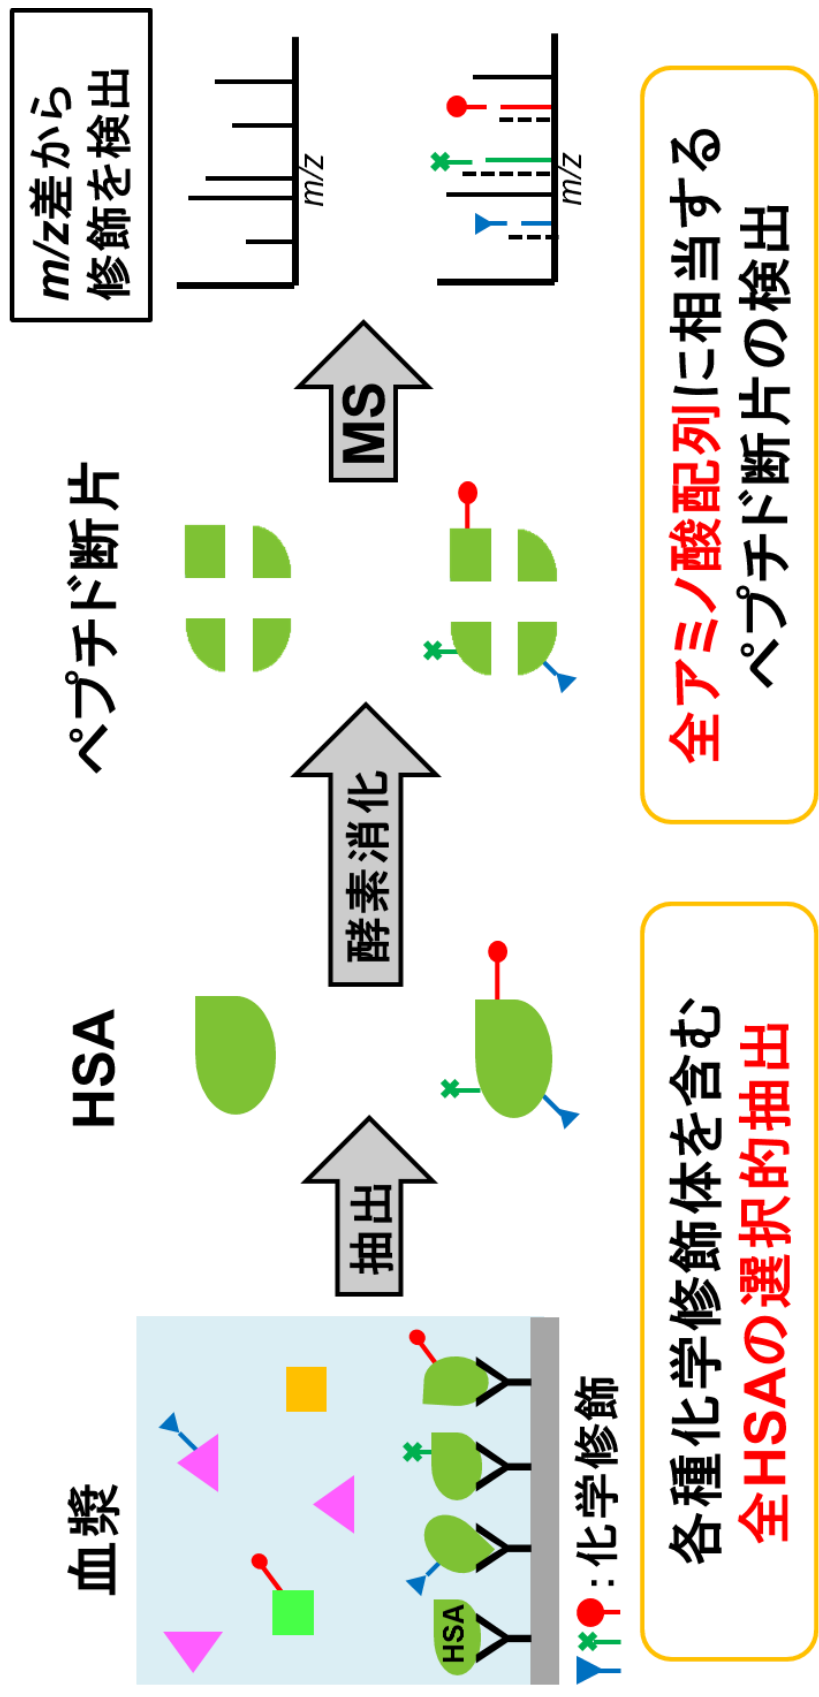 血漿
HSA
:化学修飾
抽出
HSA
酵素消化
ペプチド断片
MS
m/z差から
修飾を検出
m/z
m/z
各種化学修飾体を含む
全HSAの選択的抽出
全アミノ酸配列に相当する
ペプチド断片の検出